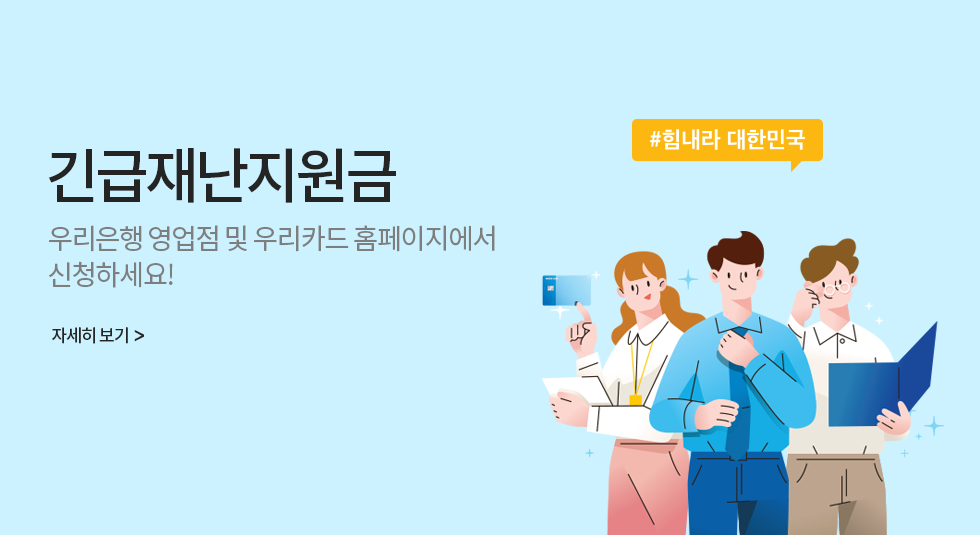 긴급재난지원금
우리은행 영업점 및 우리카드 홈페이지에서
신청하세요!
자세히 보기 >
#힘내라 대한민국